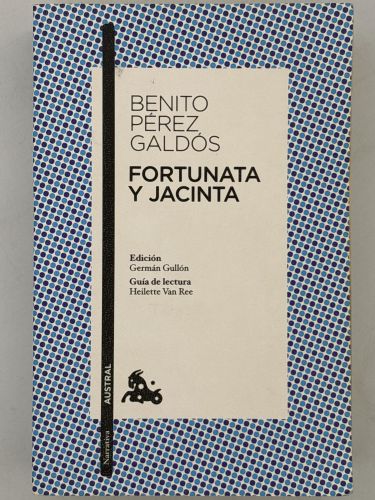 BENITO
PÉREZ
GALDÓS
FORTUNATA
Y JACINTA
Edición
Germán Gullón
Guía de lectura
Heilette Van Ree
AUSTRAL
Narrativa